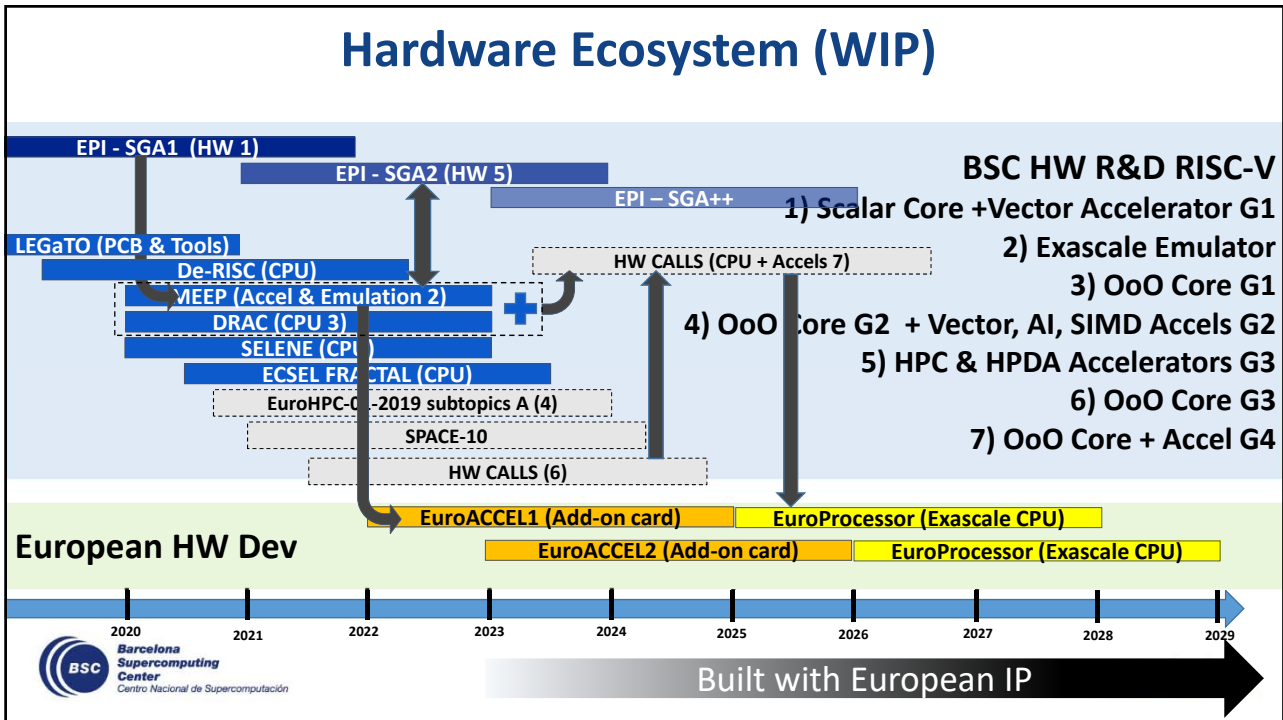 Hardware Ecosystem (WIP)
EPI - SGA1 (HW 1)
EPI - SGA2 (HW 5)
EPI – SGA++
LEGaTO (PCB & Tools)
De-RISC (CPU)
MEEP (Accel & Emulation 2)
DRAC (CPU 3)
SELENE (CPU)
ECSEL FRACTAL (CPU)
EuroHPC-01-2019 subtopics A (4)
SPACE-10
HW CALLS (6)
HW CALLS (CPU + Accels 7)
BSC HW R&D RISC-V
1) Scalar Core +Vector Accelerator G1
2) Exascale Emulator
3) OoO Core G1
4) OoO Core G2 + Vector, AI, SIMD Accels G2
5) HPC & HPDA Accelerators G3
6) OoO Core G3
7) OoO Core + Accel G4
European HW Dev
EuroACCEL1 (Add-on card)
EuroProcessor (Exascale CPU)
EuroACCEL2 (Add-on card)
EuroProcessor (Exascale CPU)
2020 2021 2022 2023 2024 2025 2026 2027 2028 2029
BSC
Barcelona
Supercomputing
Center
Centro Nacional de Supercomputación
Built with European IP